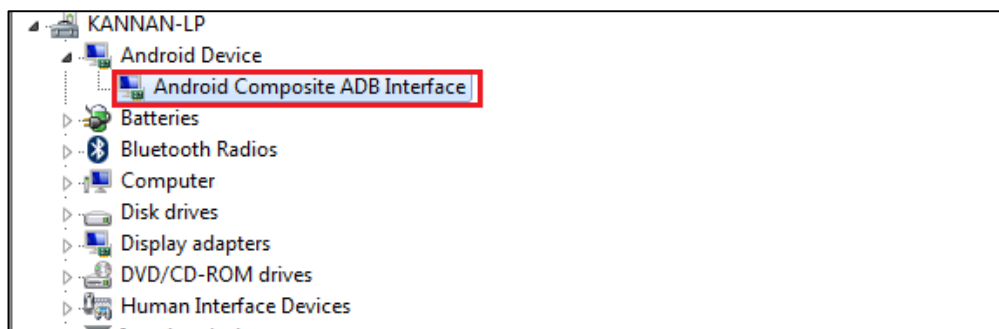 KANNAN-LP
Android Device
Android Composite ADB Interface
Batteries
Bluetooth Radios
Computer
Disk drives
Display adapters
DVD/CD-ROM drives
Human Interface Devices